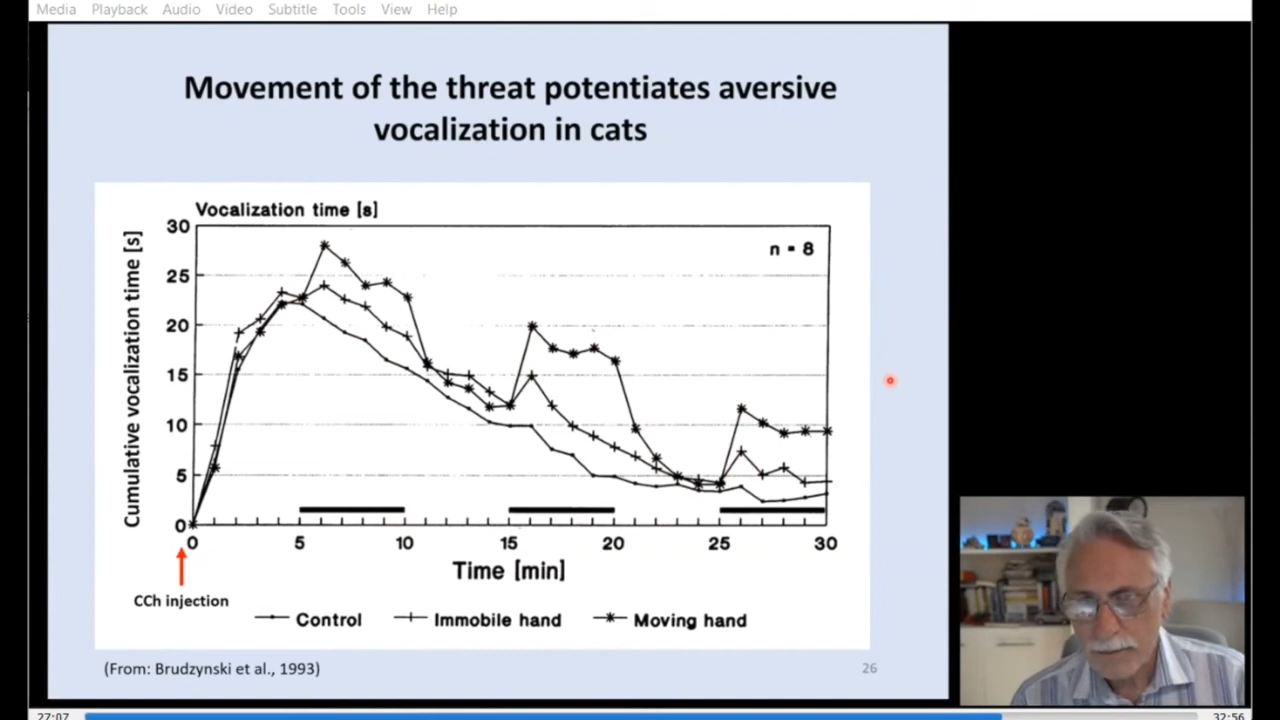 Media Playback Audio Video Subtitle Tools View Help
Movement of the threat potentiates aversive
vocalization in cats
Vocalization time [s]
Cumulative vocalization time [s]
30
25
20
15
10
5
0
n = 8
0 5 10 15 20 25 30
Time [min]
CCh injection
Control Immobile hand Moving hand
(From: Brudzynski et al., 1993)
26
27:07 32:56